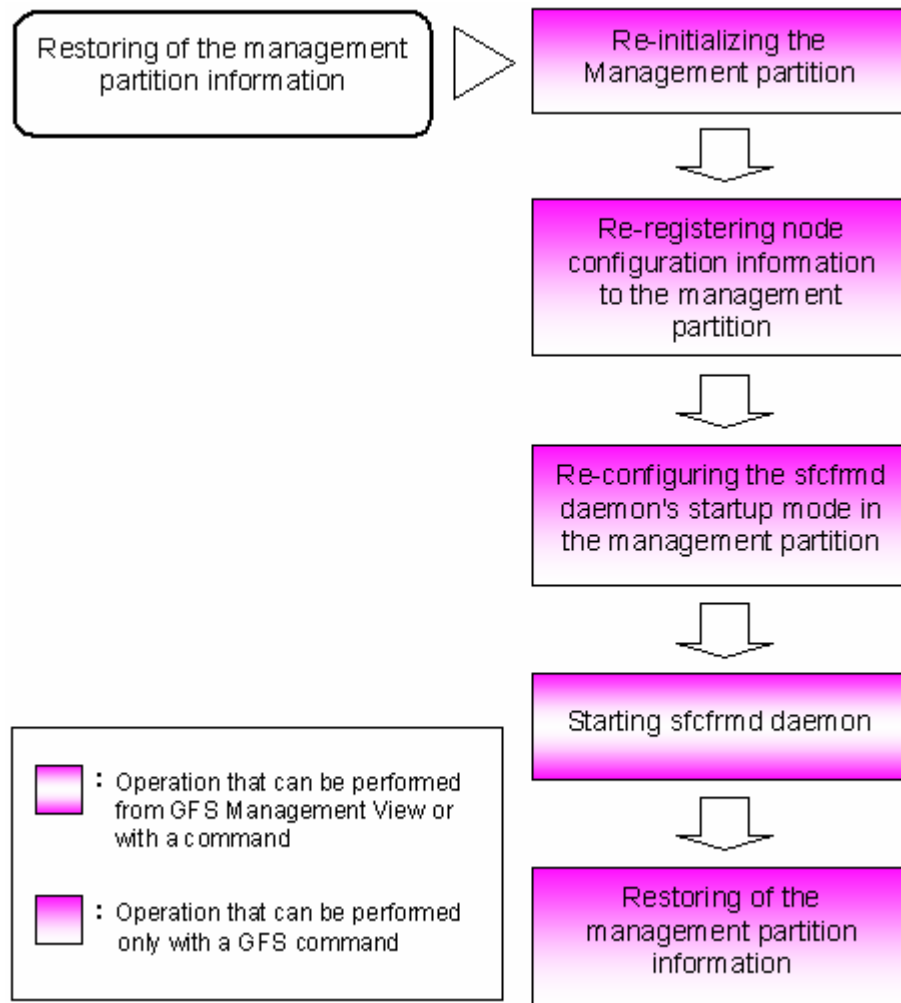 Restoring of the management
partition information
Re-initializing the
Management partition
Re-registering node
configuration information
to the management
partition
Re-configuring the sfcfrmd
daemon's startup mode in
the management partition
Starting sfcfrmd daemon
Restoring of the
management partition
information
: Operation that can be performed
from GFS Management View or
with a command
: Operation that can be performed
only with a GFS command